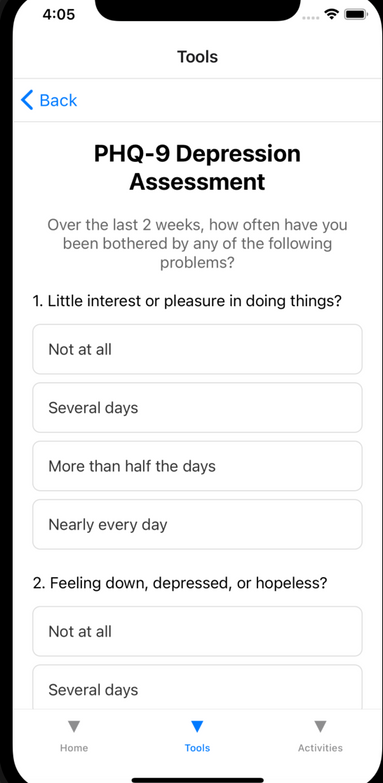 4:05
Tools
Back
PHQ-9 Depression
Assessment
Over the last 2 weeks, how often have you
been bothered by any of the following
problems?
1. Little interest or pleasure in doing things?
Not at all
Several days
More than half the days
Nearly every day
2. Feeling down, depressed, or hopeless?
Not at all
Several days
Home
Tools
Activities